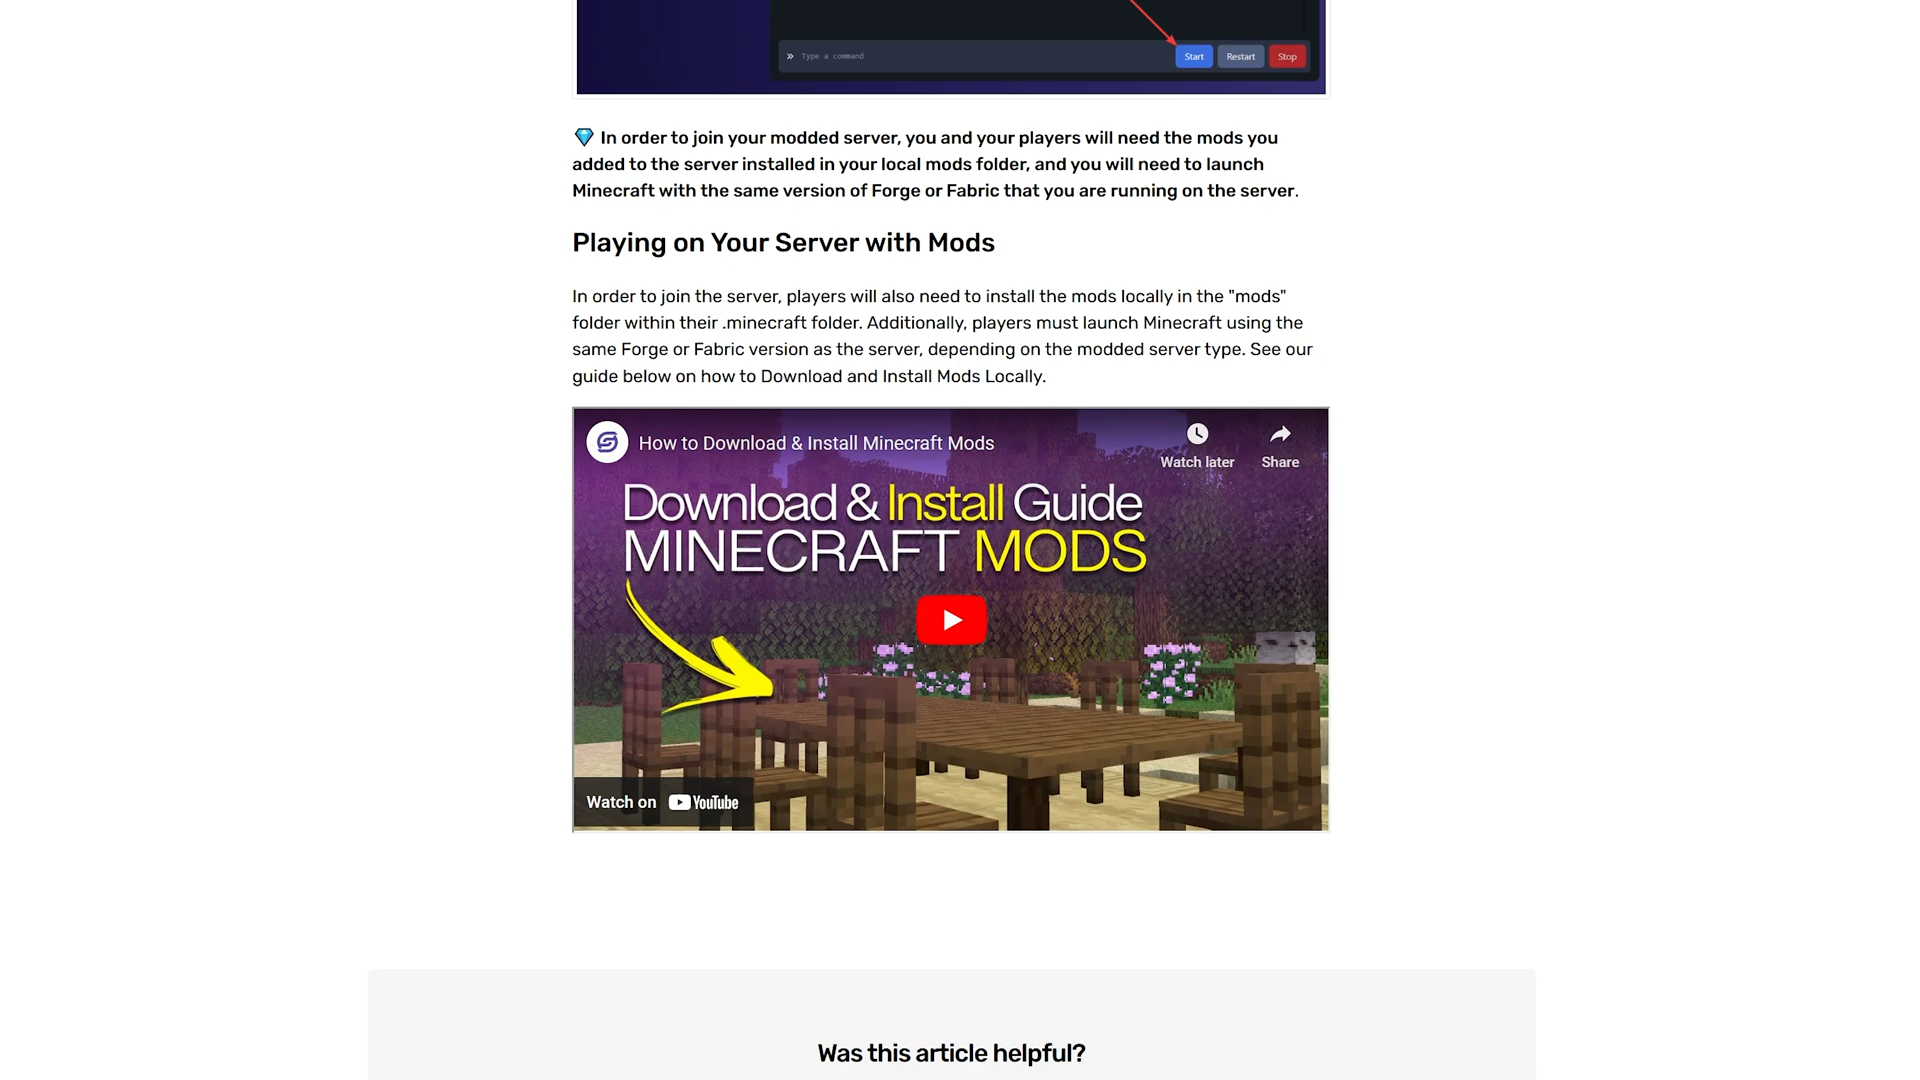 » Type a command
Start Restart Stop
In order to join your modded server, you and your players will need the mods you
added to the server installed in your local mods folder, and you will need to launch
Minecraft with the same version of Forge or Fabric that you are running on the server.
Playing on Your Server with Mods
In order to join the server, players will also need to install the mods locally in the "mods"
folder within their .minecraft folder. Additionally, players must launch Minecraft using the
same Forge or Fabric version as the server, depending on the modded server type. See our
guide below on how to Download and Install Mods Locally.
How to Download & Install Minecraft Mods
Watch later Share
Download & Install Guide
MINECRAFT MODS
Watch on YouTube
Was this article helpful?